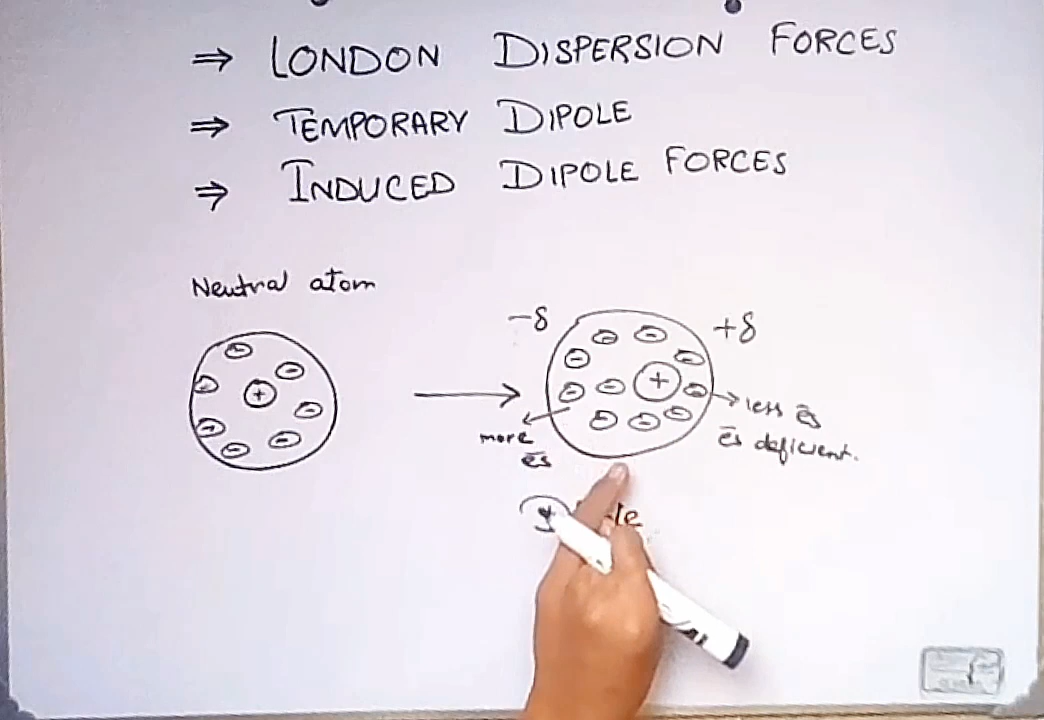 ⇒ LONDON DISPERSION FORCES
⇒ TEMPORARY DIPOLE
⇒ INDUCED DIPOLE FORCES
Neutral atom
-δ +δ
more ēs
less ēs
ēs deficient.